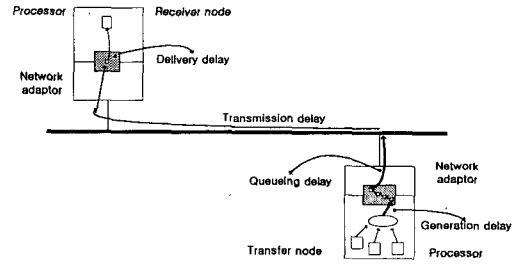 Processor
Receiver node
Delivery delay
Network
adaptor
Transmission delay
Queueing delay
Network
adaptor
Generation delay
Transfer node
Processor